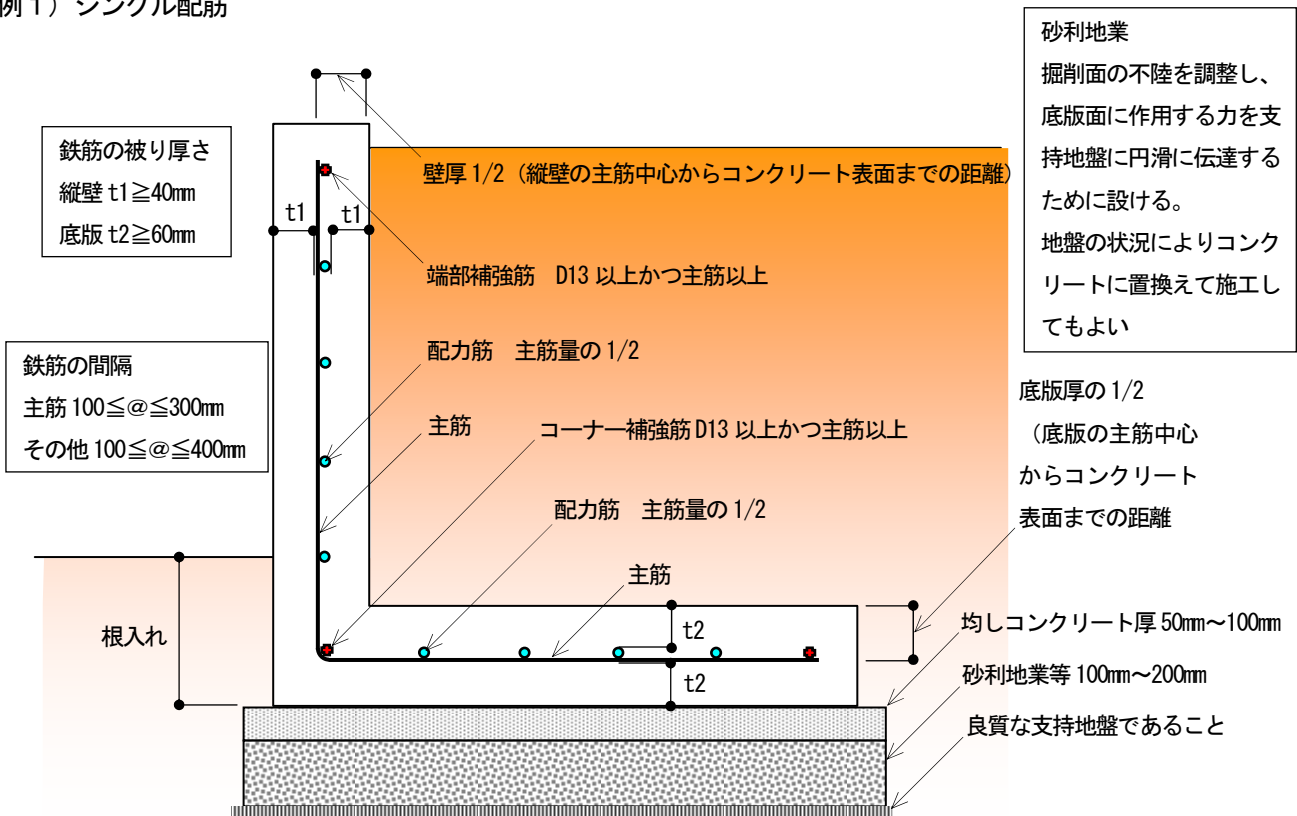 例１）シングル配筋
砂利地業
掘削面の不陸を調整し、
底版面に作用する力を支
持地盤に円滑に伝達する
ために設ける。
地盤の状況によりコンク
リートに置換えて施工し
てもよい
鉄筋の被り厚さ
縦壁 t1≧40mm
底版 t2≧60mm
壁厚 1/2（縦壁の主筋中心からコンクリート表面までの距離）
t1
t1
端部補強筋　D13 以上かつ主筋以上
鉄筋の間隔
主筋 100≦@≦300mm
その他 100≦@≦400mm
配力筋　主筋量の 1/2
主筋
コーナー補強筋 D13 以上かつ主筋以上
配力筋　主筋量の 1/2
主筋
底版厚の 1/2
（底版の主筋中心
からコンクリート
表面までの距離
根入れ
t2
t2
均しコンクリート厚 50mm～100mm
砂利地業等 100mm～200mm
良質な支持地盤であること